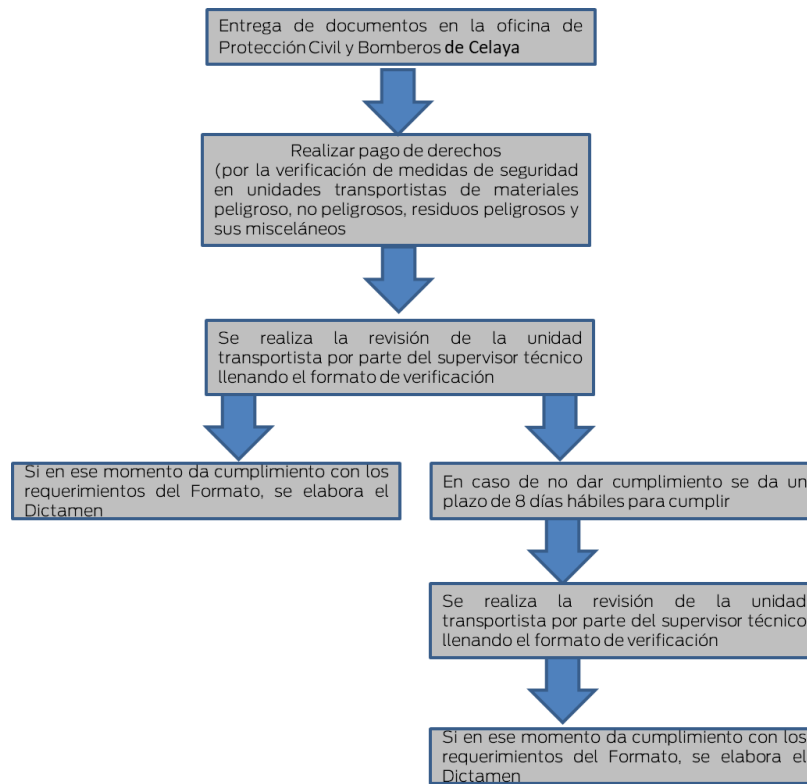 Entrega de documentos en la oficina de
Protección Civil y Bomberos de Celaya
Realizar pago de derechos
(por la verificación de medidas de seguridad
en unidades transportistas de materiales
peligroso, no peligrosos, residuos peligrosos y
sus misceláneos
Se realiza la revisión de la unidad
transportista por parte del supervisor técnico
llenando el formato de verificación
Si en ese momento da cumplimiento con los
requerimientos del Formato, se elabora el
Dictamen
En caso de no dar cumplimiento se da un
plazo de 8 días hábiles para cumplir
Se realiza la revisión de la unidad
transportista por parte del supervisor técnico
llenando el formato de verificación
Si en ese momento da cumplimiento con los
requerimientos del Formato, se elabora el
Dictamen